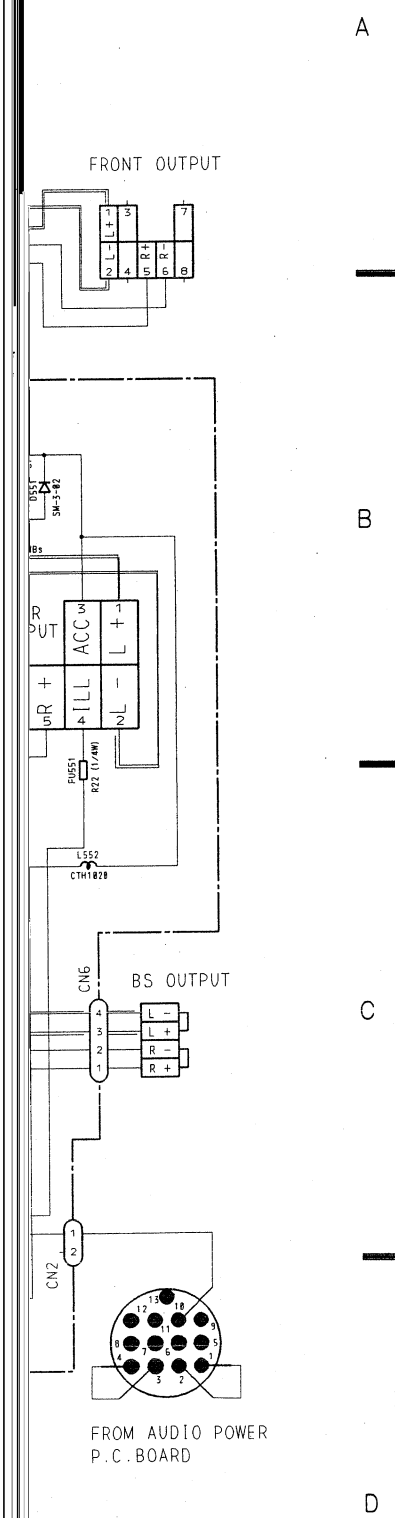 A
FRONT OUTPUT
1 3 7
L+
L- R+ R-
2 4 5 6 8
D551
SM-3-02
B
R
PUT
3 1
ACC L+
R+ ILL L-
5 4 2
FU551
R22 (1/4W)
L552
CTH1020
CN6
BS OUTPUT
C
4 L -
3 L +
2 R -
1 R +
1
2
CN2
13
12 10
11 9
8 7 6 5
4 3 2 1
FROM AUDIO POWER
P.C.BOARD
D